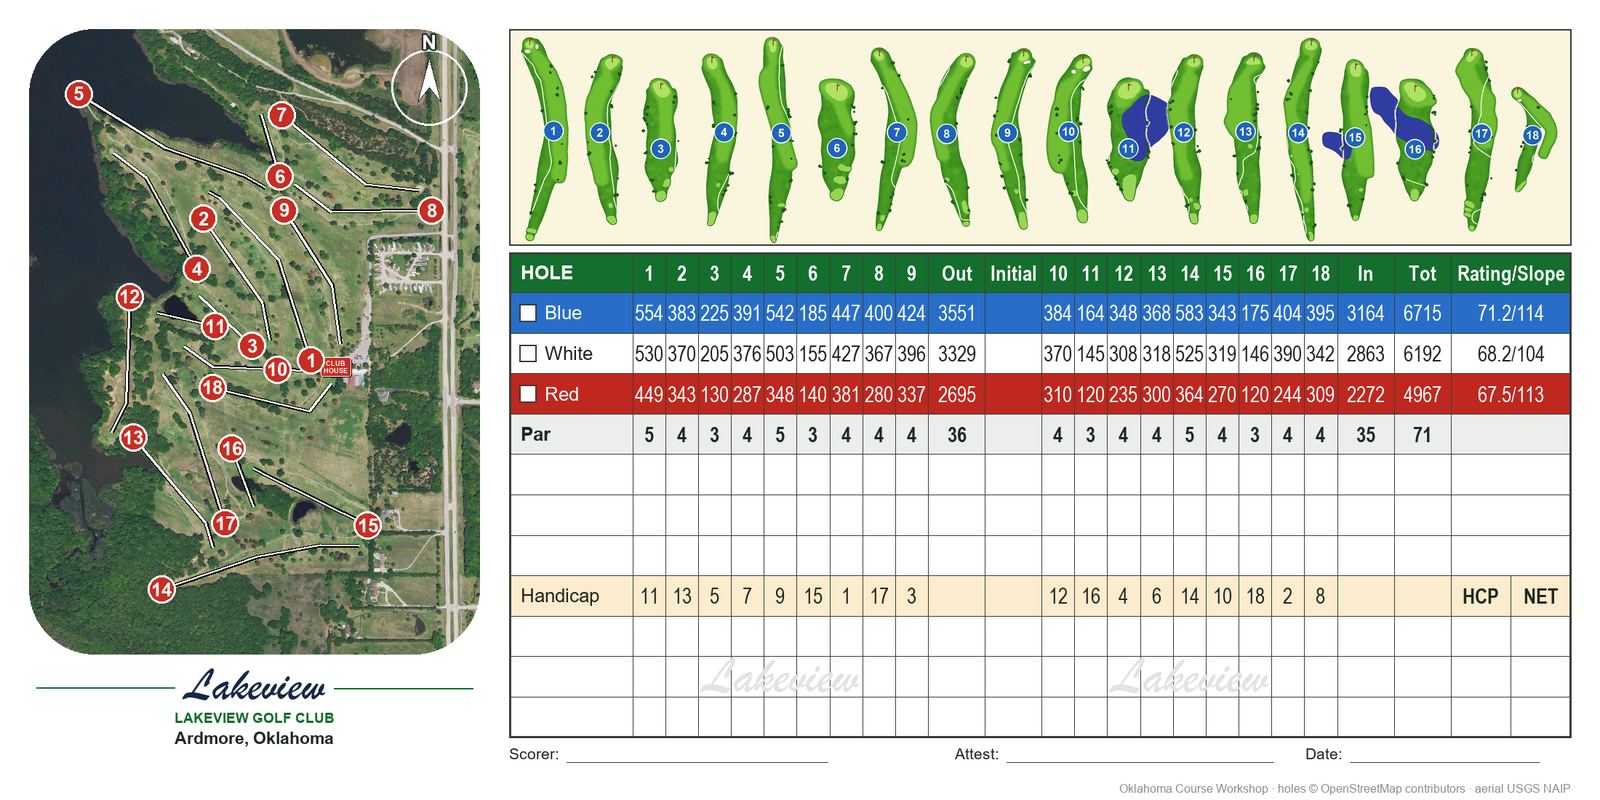 N
5
7
6
2
9
8
4
12
11
3
10
1
CLUB HOUSE
18
13
16
17
15
14
Lakeview
LAKEVIEW GOLF CLUB
Ardmore, Oklahoma
1 2 3 4 5 6 7 8 9 10 11 12 13 14 15 16 17 18
HOLE 1 2 3 4 5 6 7 8 9 Out Initial 10 11 12 13 14 15 16 17 18 In Tot Rating/Slope
Blue 554 383 225 391 542 185 447 400 424 3551 384 164 348 368 583 343 175 404 395 3164 6715 71.2/114
White 530 370 205 376 503 155 427 367 396 3329 370 145 308 318 525 319 146 390 342 2863 6192 68.2/104
Red 449 343 130 287 348 140 381 280 337 2695 310 120 235 300 364 270 120 244 309 2272 4967 67.5/113
Par 5 4 3 4 5 3 4 4 4 36 4 3 4 4 5 4 3 4 4 35 71
Handicap 11 13 5 7 9 15 1 17 3 12 16 4 6 14 10 18 2 8 HCP NET
Lakeview Lakeview
Scorer: Attest: Date:
Oklahoma Course Workshop · holes © OpenStreetMap contributors · aerial USGS NAIP